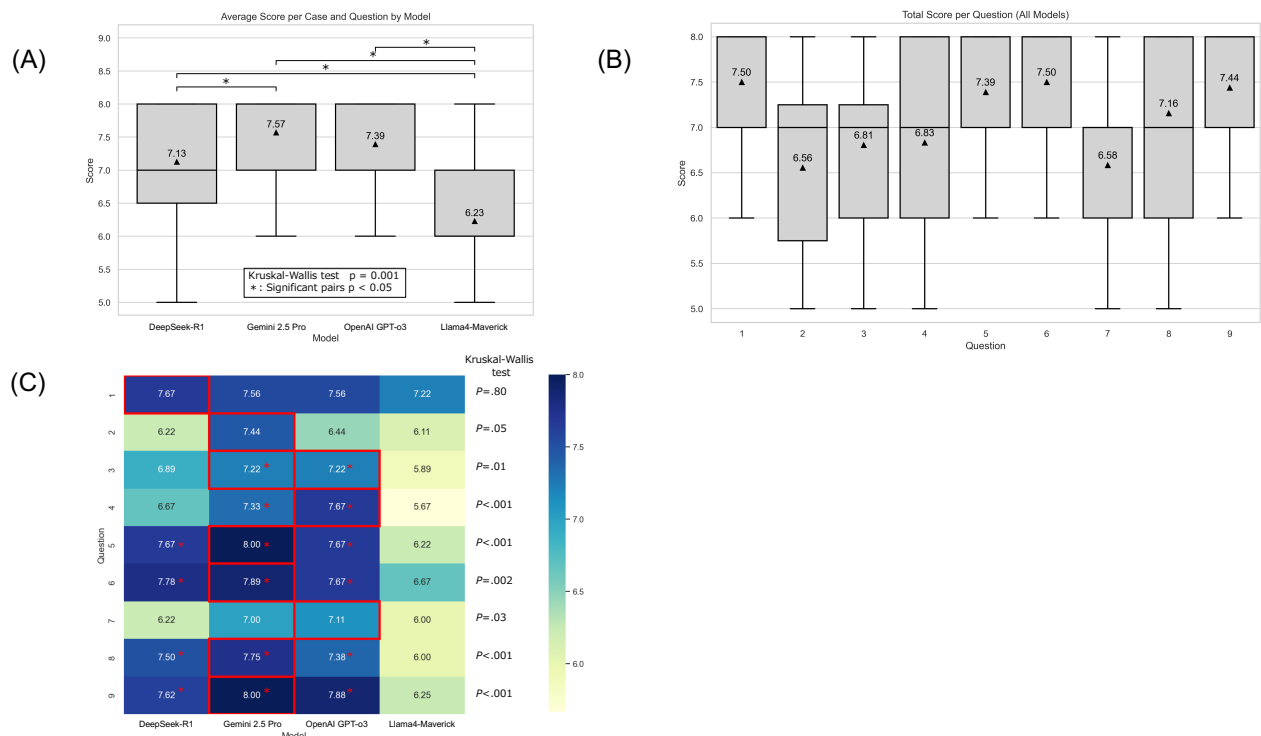 (A)
Average Score per Case and Question by Model
9.0
8.5
8.0
7.5
7.0
6.5
6.0
5.5
5.0
Score
*
*
*
*
7.13
7.57
7.39
6.23
Kruskal-Wallis test p = 0.001
*: Significant pairs p < 0.05
DeepSeek-R1 Gemini 2.5 Pro OpenAI GPT-o3 Llama4-Maverick
Model
(B)
Total Score per Question (All Models)
8.0
7.5
7.0
6.5
6.0
5.5
5.0
Score
7.50 6.56 6.81 6.83 7.39 7.50 6.58 7.16 7.44
1 2 3 4 5 6 7 8 9
Question
(C)
Kruskal-Wallis
test
1 7.67 7.56 7.56 7.22 P=.80
2 6.22 7.44 6.44 6.11 P=.05
3 6.89 7.22* 7.22* 5.89 P=.01
4 6.67 7.33* 7.67* 5.67 P<.001
5 7.67* 8.00* 7.67* 6.22 P<.001
6 7.78* 7.89* 7.67* 6.67 P=.002
7 6.22 7.00 7.11 6.00 P=.03
8 7.50* 7.75* 7.38* 6.00 P<.001
9 7.62* 8.00* 7.88* 6.25 P<.001
Question
DeepSeek-R1 Gemini 2.5 Pro OpenAI GPT-o3 Llama4-Maverick
Model
8.0
7.5
7.0
6.5
6.0